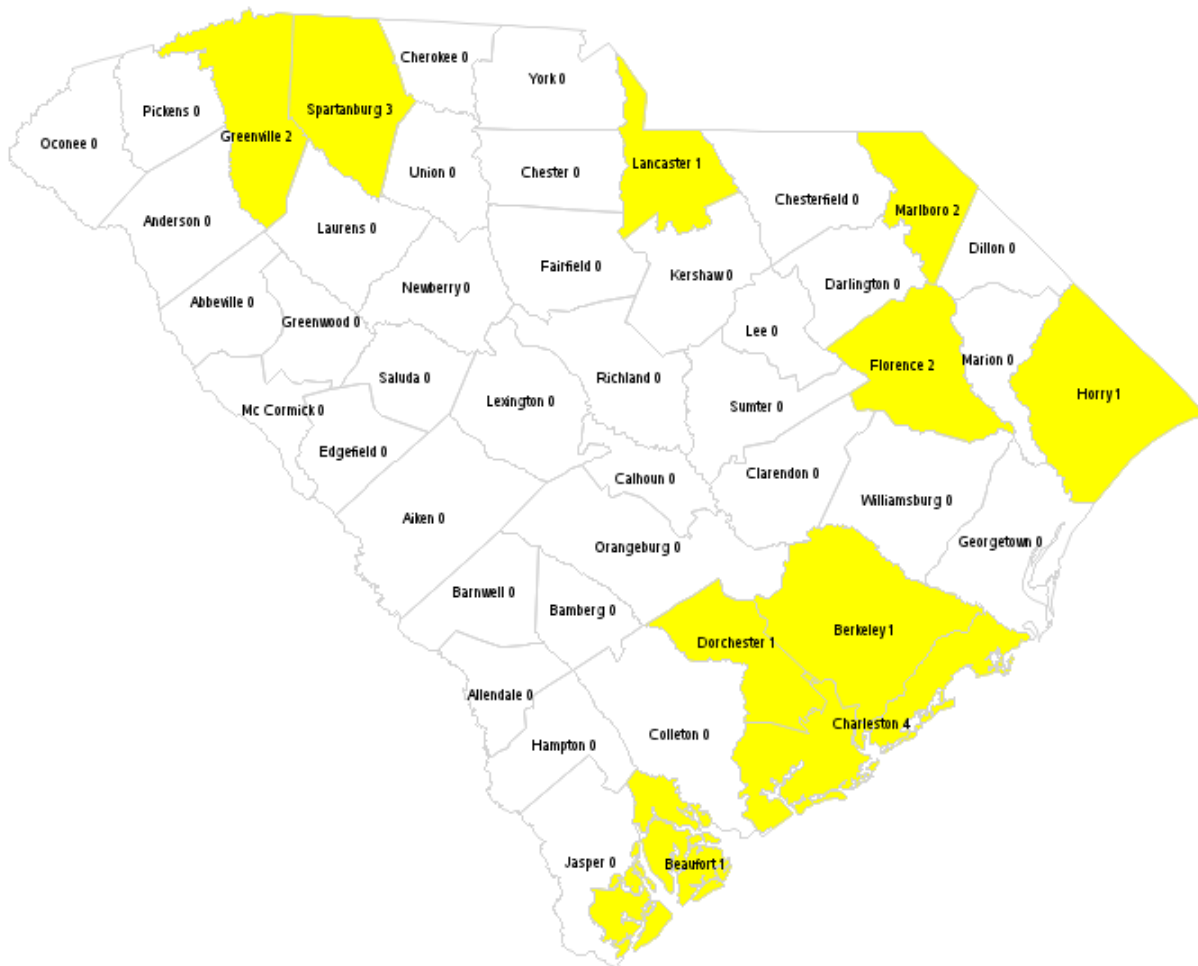 Cherokee 0
York 0
Pickens 0
Spartanburg 3
Oconee 0
Greenville 2
Lancaster 1
Union 0
Chester 0
Chesterfield 0
Marlboro 2
Anderson 0
Laurens 0
Dillon 0
Fairfield 0
Kershaw 0
Darlington 0
Newberry 0
Abbeville 0
Greenwood 0
Lee 0
Marion 0
Florence 2
Saluda 0
Richland 0
Horry 1
Lexington 0
Sumter 0
Mc Cormick 0
Edgefield 0
Calhoun 0
Clarendon 0
Williamsburg 0
Aiken 0
Orangeburg 0
Georgetown 0
Barnwell 0
Bamberg 0
Berkeley 1
Dorchester 1
Allendale 0
Charleston 4
Colleton 0
Hampton 0
Jasper 0
Beaufort 1